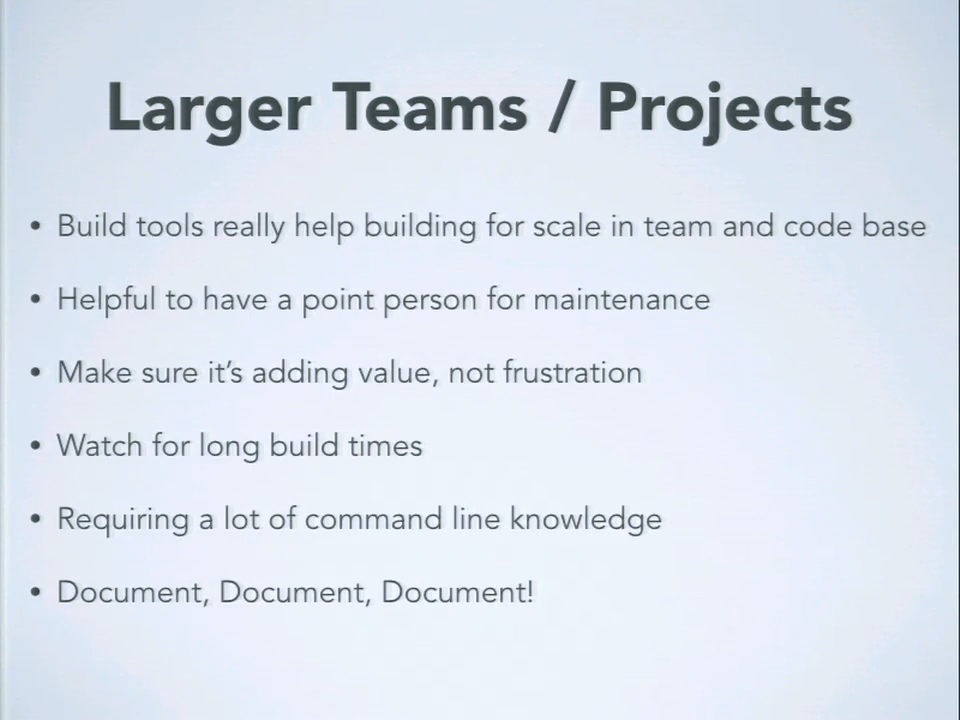 Larger Teams / Projects
• Build tools really help building for scale in team and code base
• Helpful to have a point person for maintenance
• Make sure it’s adding value, not frustration
• Watch for long build times
• Requiring a lot of command line knowledge
• Document, Document, Document!